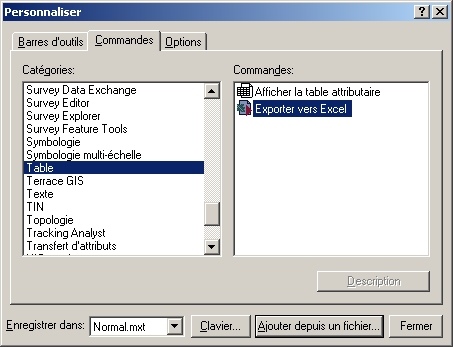 Personnaliser
Barres d'outils
Commandes
Options
Catégories:
Commandes:
Survey Data Exchange
Survey Editor
Survey Explorer
Survey Feature Tools
Symbologie
Symbologie multi-échelle
Table
Terrace GIS
Texte
TIN
Topologie
Tracking Analyst
Transfert d'attributs
Afficher la table attributaire
Exporter vers Excel
Description
Enregistrer dans:
Normal.mxt
Clavier...
Ajouter depuis un fichier...
Fermer